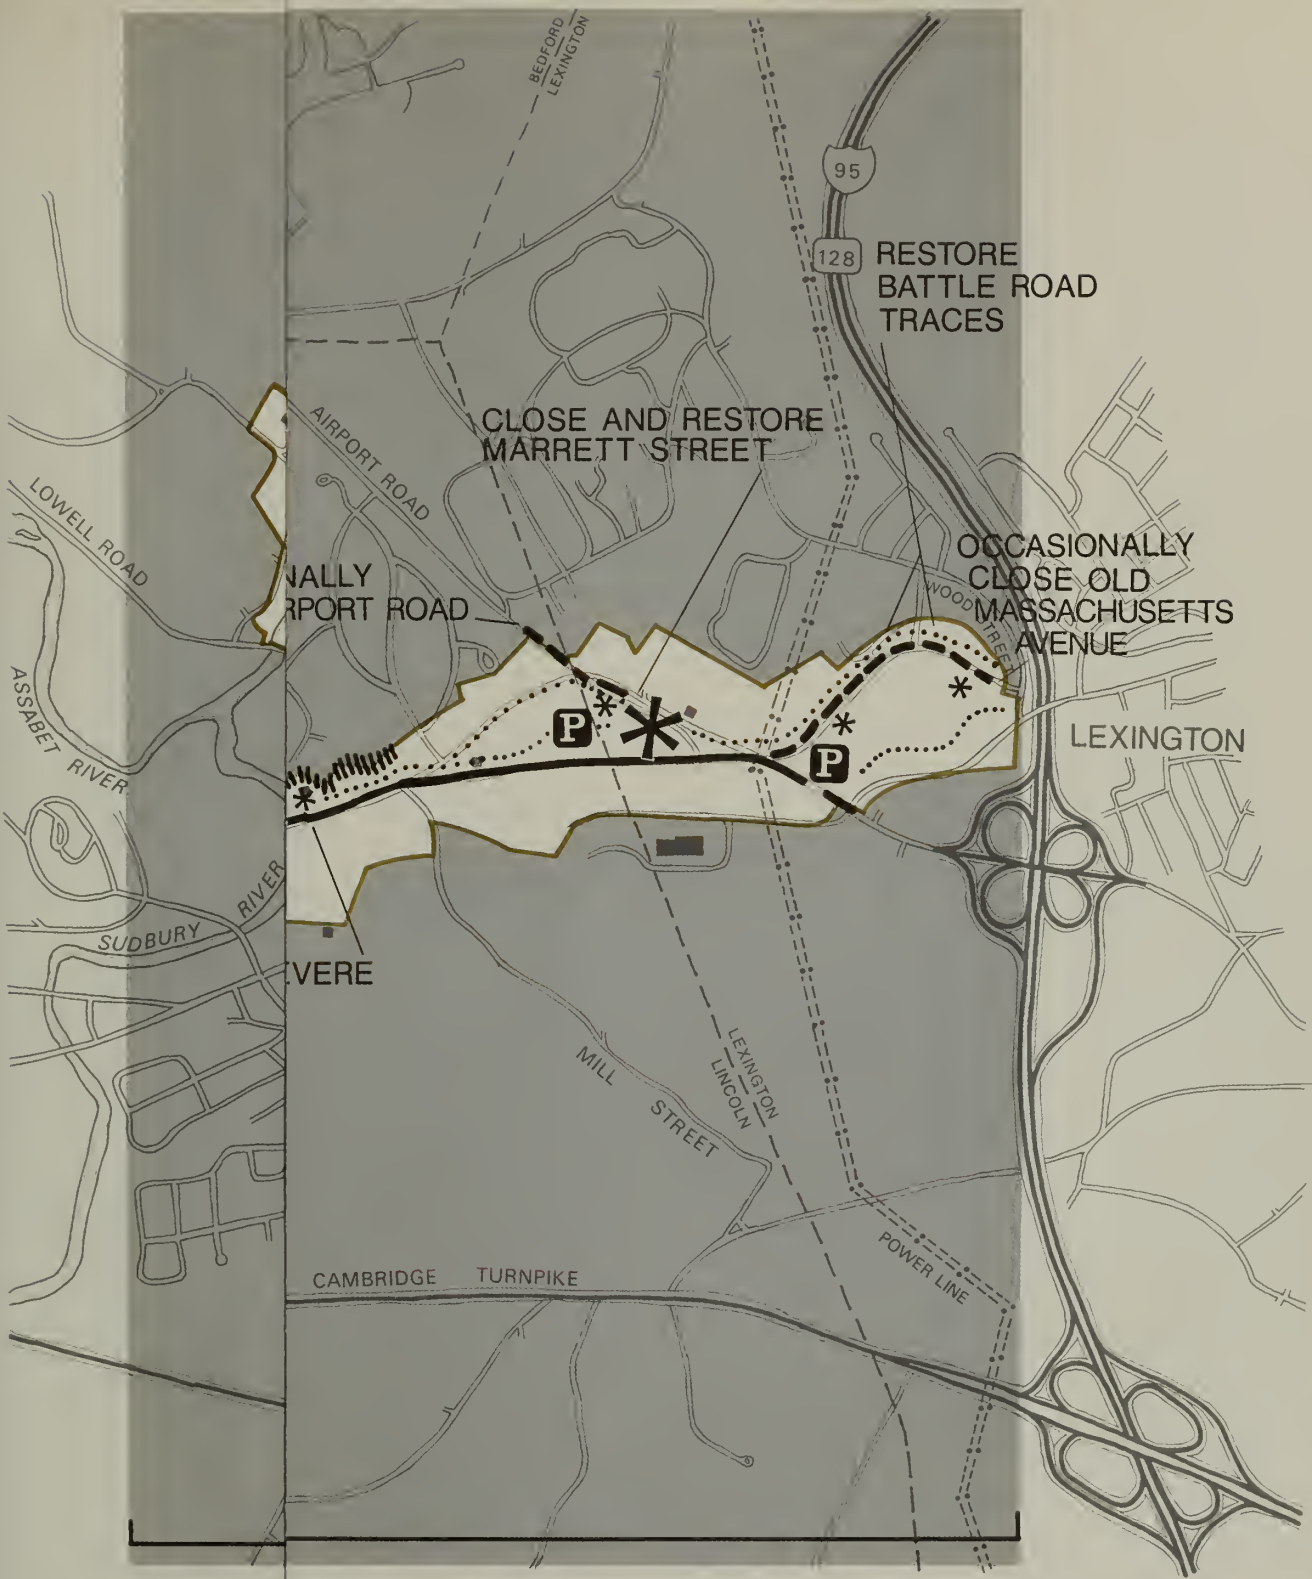 BEDFORD
LEXINGTON
95
128
RESTORE
BATTLE ROAD
TRACES
CLOSE AND RESTORE
MARRETT STREET
AIRPORT ROAD
LOWELL ROAD
OCCASIONALLY
CLOSE OLD
MASSACHUSETTS
AVENUE
WOOD STREET
NALLY
RPORT ROAD
ASSABET
RIVER
P
P
LEXINGTON
SUDBURY
RIVER
VERE
MILL
STREET
LEXINGTON
LINCOLN
POWER LINE
CAMBRIDGE TURNPIKE